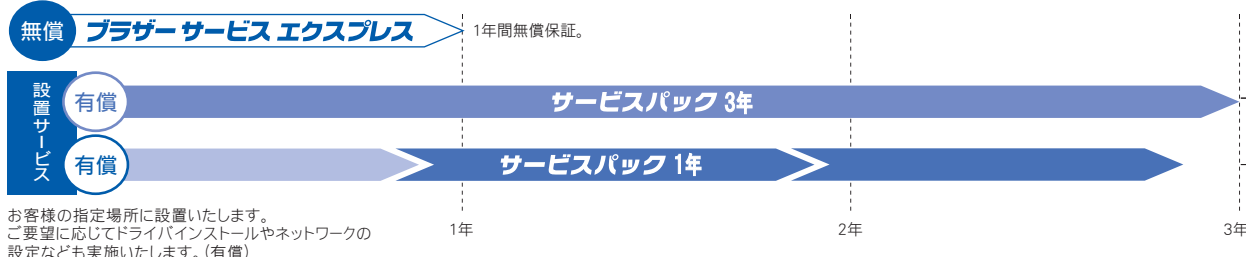 無償 ブラザー サービス エクスプレス 1年間無償保証。
設置サービス
有償 サービスパック 3年
有償 サービスパック 1年
お客様の指定場所に設置いたします。
ご要望に応じてドライバインストールやネットワークの
設定なども実施いたします。(有償)
1年 2年 3年